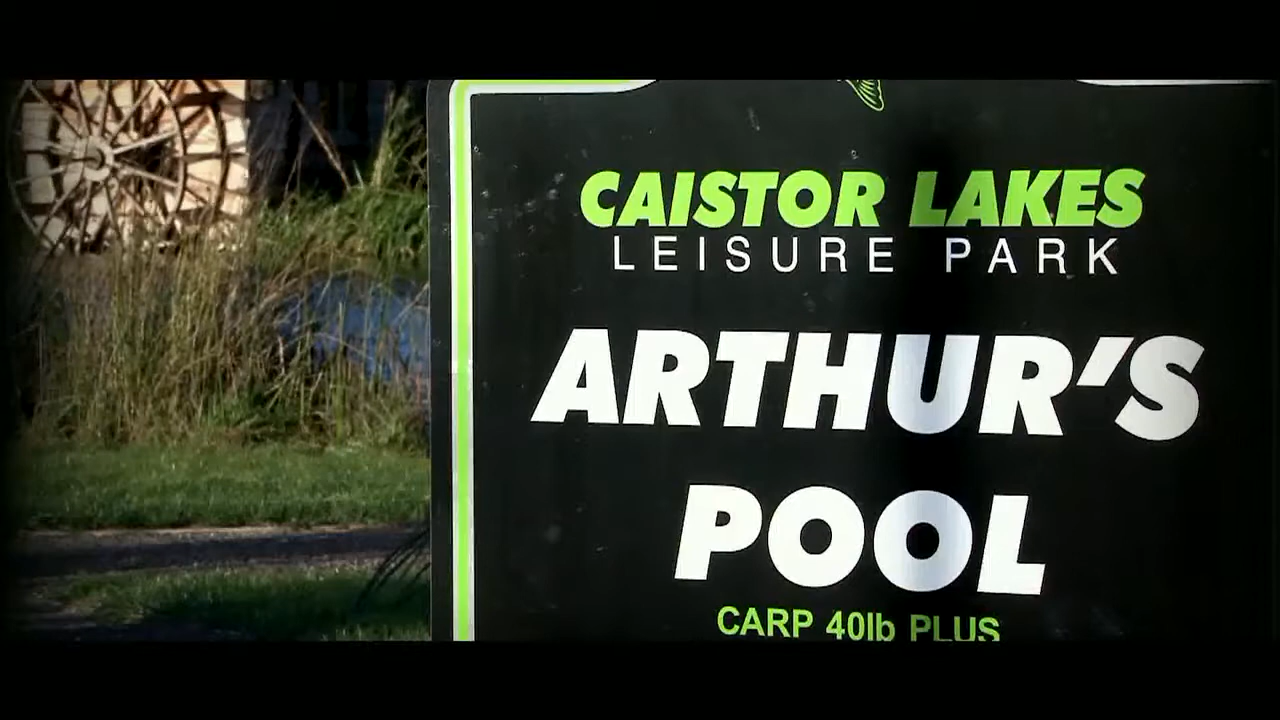 CAISTOR LAKES
LEISURE PARK
ARTHUR'S
POOL
CARP 40lb PLUS